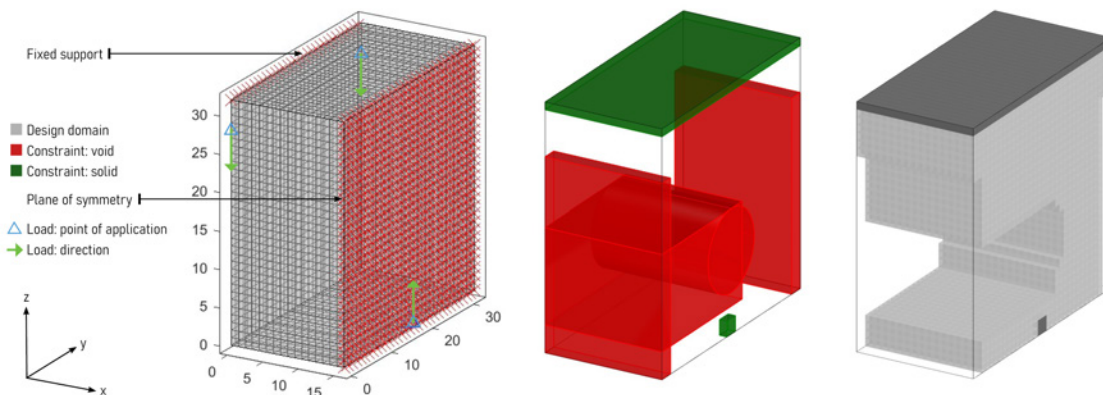 Fixed support
Design domain
Constraint: void
Constraint: solid
Plane of symmetry
Load: point of application
Load: direction
30
25
20
15
10
5
0
0
5
10
15
0
10
20
30
z
y
x